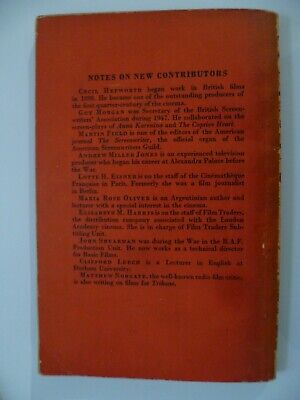 NOTES ON NEW CONTRIBUTORS
CECIL HEPWORTH began work in British films
in 1898. He became one of the outstanding producers of
the first quarter-century of the cinema.
GUY MORGAN was Secretary of the British Screen-
writers' Association during 1947. He collaborated on the
screen-plays of Anna Karenina and The Captive Heart.
MARTIN FIELD is one of the editors of the American
journal The Screenwriter, the official organ of the
American Screenwriters Guild.
ANDREW MILLER JONES is an experienced television
producer who began his career at Alexandra Palace before
the War.
LOTTE H. EISNER is on the staff of the Cinémathèque
Française in Paris. Formerly she was a film journalist
in Berlin.
MARIA ROSA OLIVER is an Argentinian author and
lecturer with a special interest in the cinema.
ELIZABETH M. HARRIS is on the staff of Film Traders,
the distribution company associated with the London
Academy cinema. She is in charge of Film Traders Sub-
titling Unit.
JOHN SHEARMAN was during the War in the R.A.F.
Production Unit. He now works as a technical director
for Basic Films.
CLIFFORD LEECH is a Lecturer in English at
Durham University.
MATTHEW NORGATE, the well-known radio film critic,
is also writing on films for Tribune.